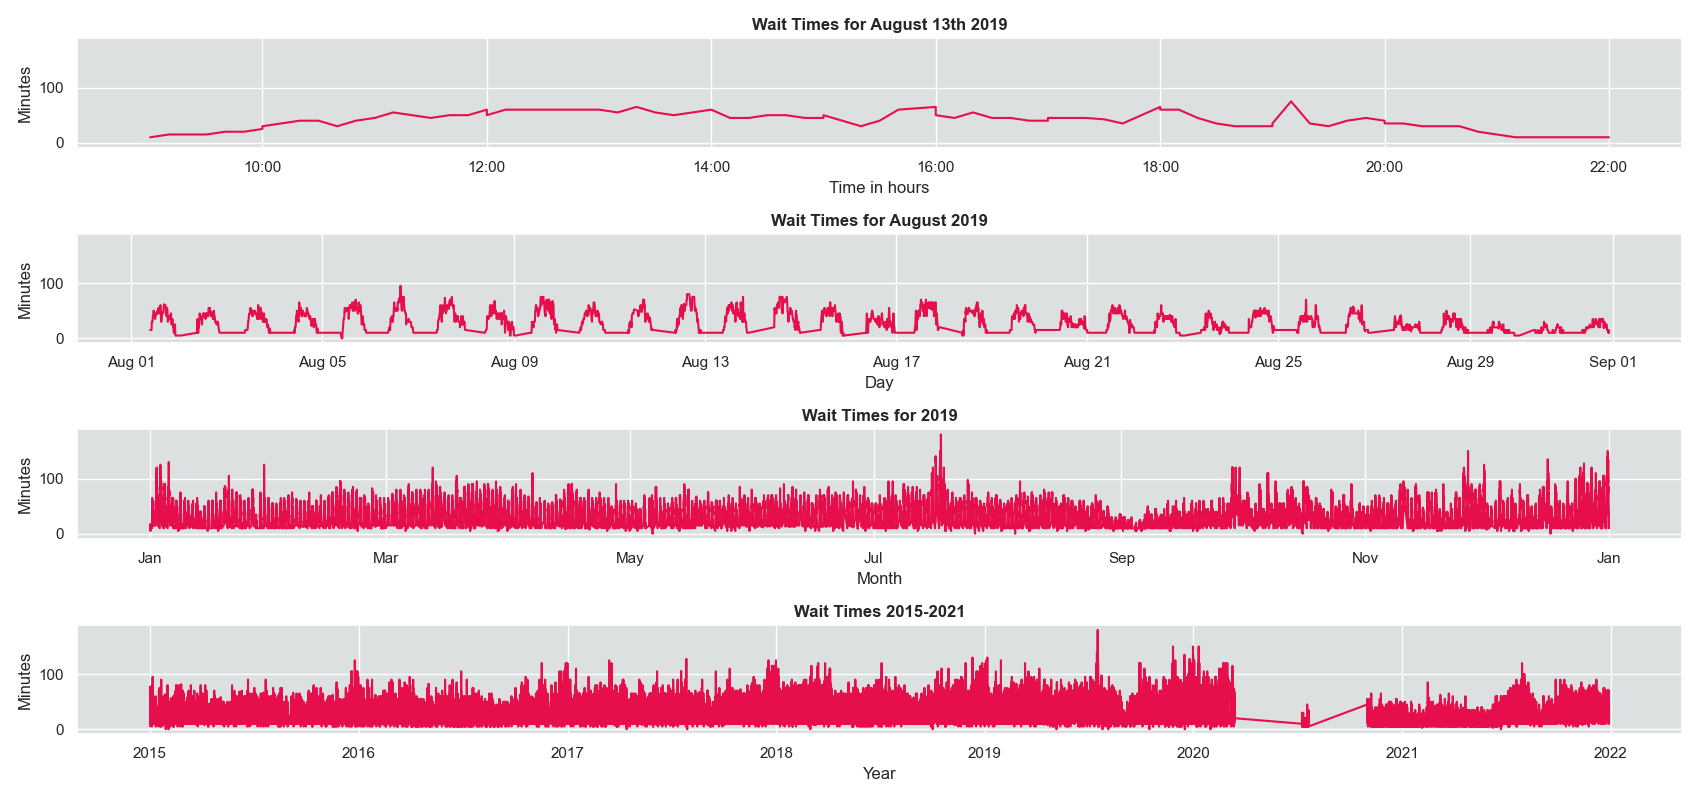 Wait Times for August 13th 2019
Minutes
100
0
10:00 12:00 14:00 16:00 18:00 20:00 22:00
Time in hours
Wait Times for August 2019
Minutes
100
0
Aug 01 Aug 05 Aug 09 Aug 13 Aug 17 Aug 21 Aug 25 Aug 29 Sep 01
Day
Wait Times for 2019
Minutes
100
0
Jan Mar May Jul Sep Nov Jan
Month
Wait Times 2015-2021
Minutes
100
0
2015 2016 2017 2018 2019 2020 2021 2022
Year